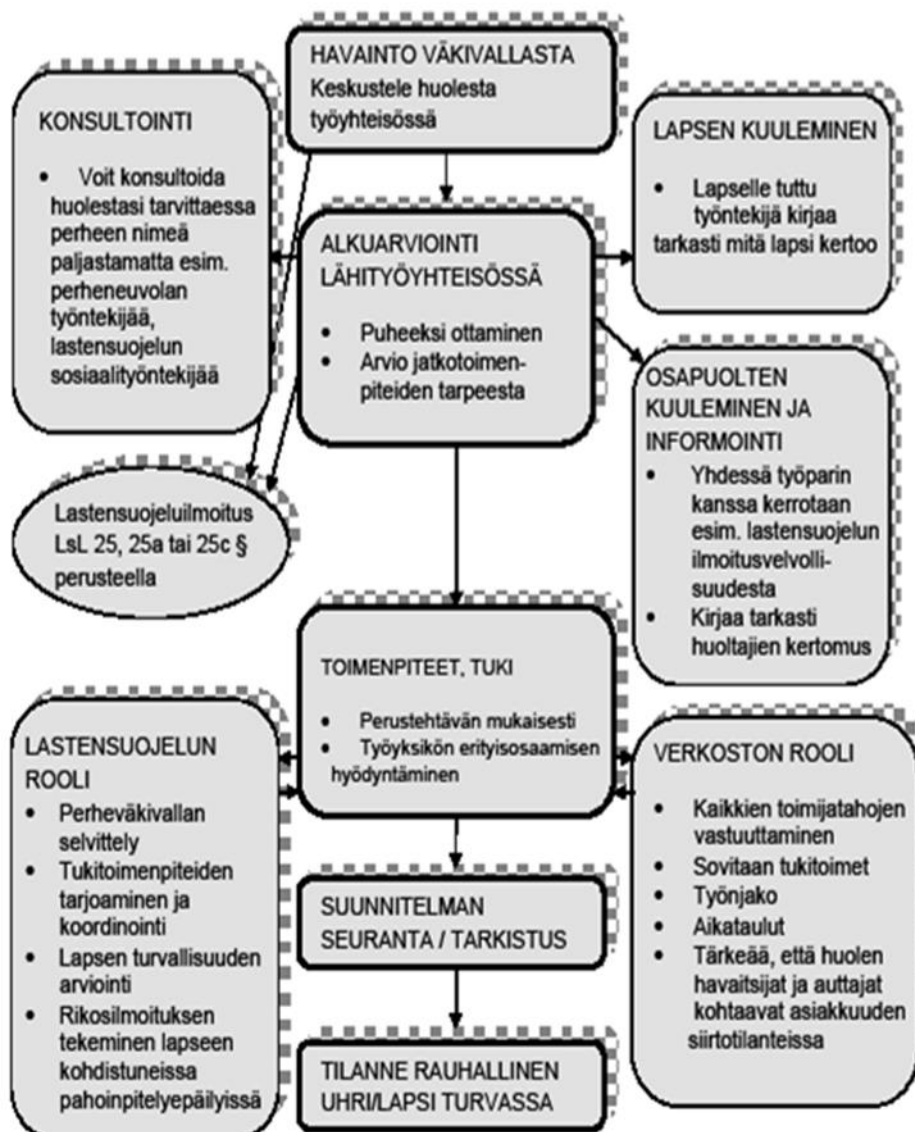 HAVAINTO VÄKIVALLASTA
Keskustele huolesta
työyhteisössä
KONSULTOINTI
• Voit konsultoida
huolestasi tarvittaessa
perheen nimeä
paljastamatta esim.
perheneuvolan
työntekijää,
lastensuojelun
sosiaalityöntekijää
ALKUARVIOINTI
LÄHITYÖYHTEISÖSSÄ
• Puheeksi ottaminen
• Arvio jatkotoimen-
piteiden tarpeesta
LAPSEN KUULEMINEN
• Lapselle tuttu
työntekijä kirjaa
tarkasti mitä lapsi kertoo
OSAPUOLTEN
KUULEMINEN JA
INFORMOINTI
• Yhdessä työparin
kanssa kerrotaan
esim. lastensuojelun
ilmoitusvelvolli-
suudesta
• Kirjaa tarkasti
huoltajien kertomus
Lastensuojeluilmoitus
LsL 25, 25a tai 25c §
perusteella
TOIMENPITEET, TUKI
• Perustehtävän mukaisesti
• Työyksikön erityisosaamisen
hyödyntäminen
LASTENSUOJELUN
ROOLI
• Perheväkivallan
selvittely
• Tukitoimenpiteiden
tarjoaminen ja
koordinointi
• Lapsen turvallisuuden
arviointi
• Rikosilmoituksen
tekeminen lapseen
kohdistuneissa
pahoinpitelyepäilyissä
VERKOSTON ROOLI
• Kaikkien toimijatahojen
vastuuttaminen
• Sovitaan tukitoimet
• Työnjako
• Aikataulut
• Tärkeää, että huolen
havaitsijat ja auttajat
kohtaavat asiakkuuden
siirtotilanteissa
SUUNNITELMAN
SEURANTA / TARKISTUS
TILANNE RAUHALLINEN
UHRI/LAPSI TURVASSA